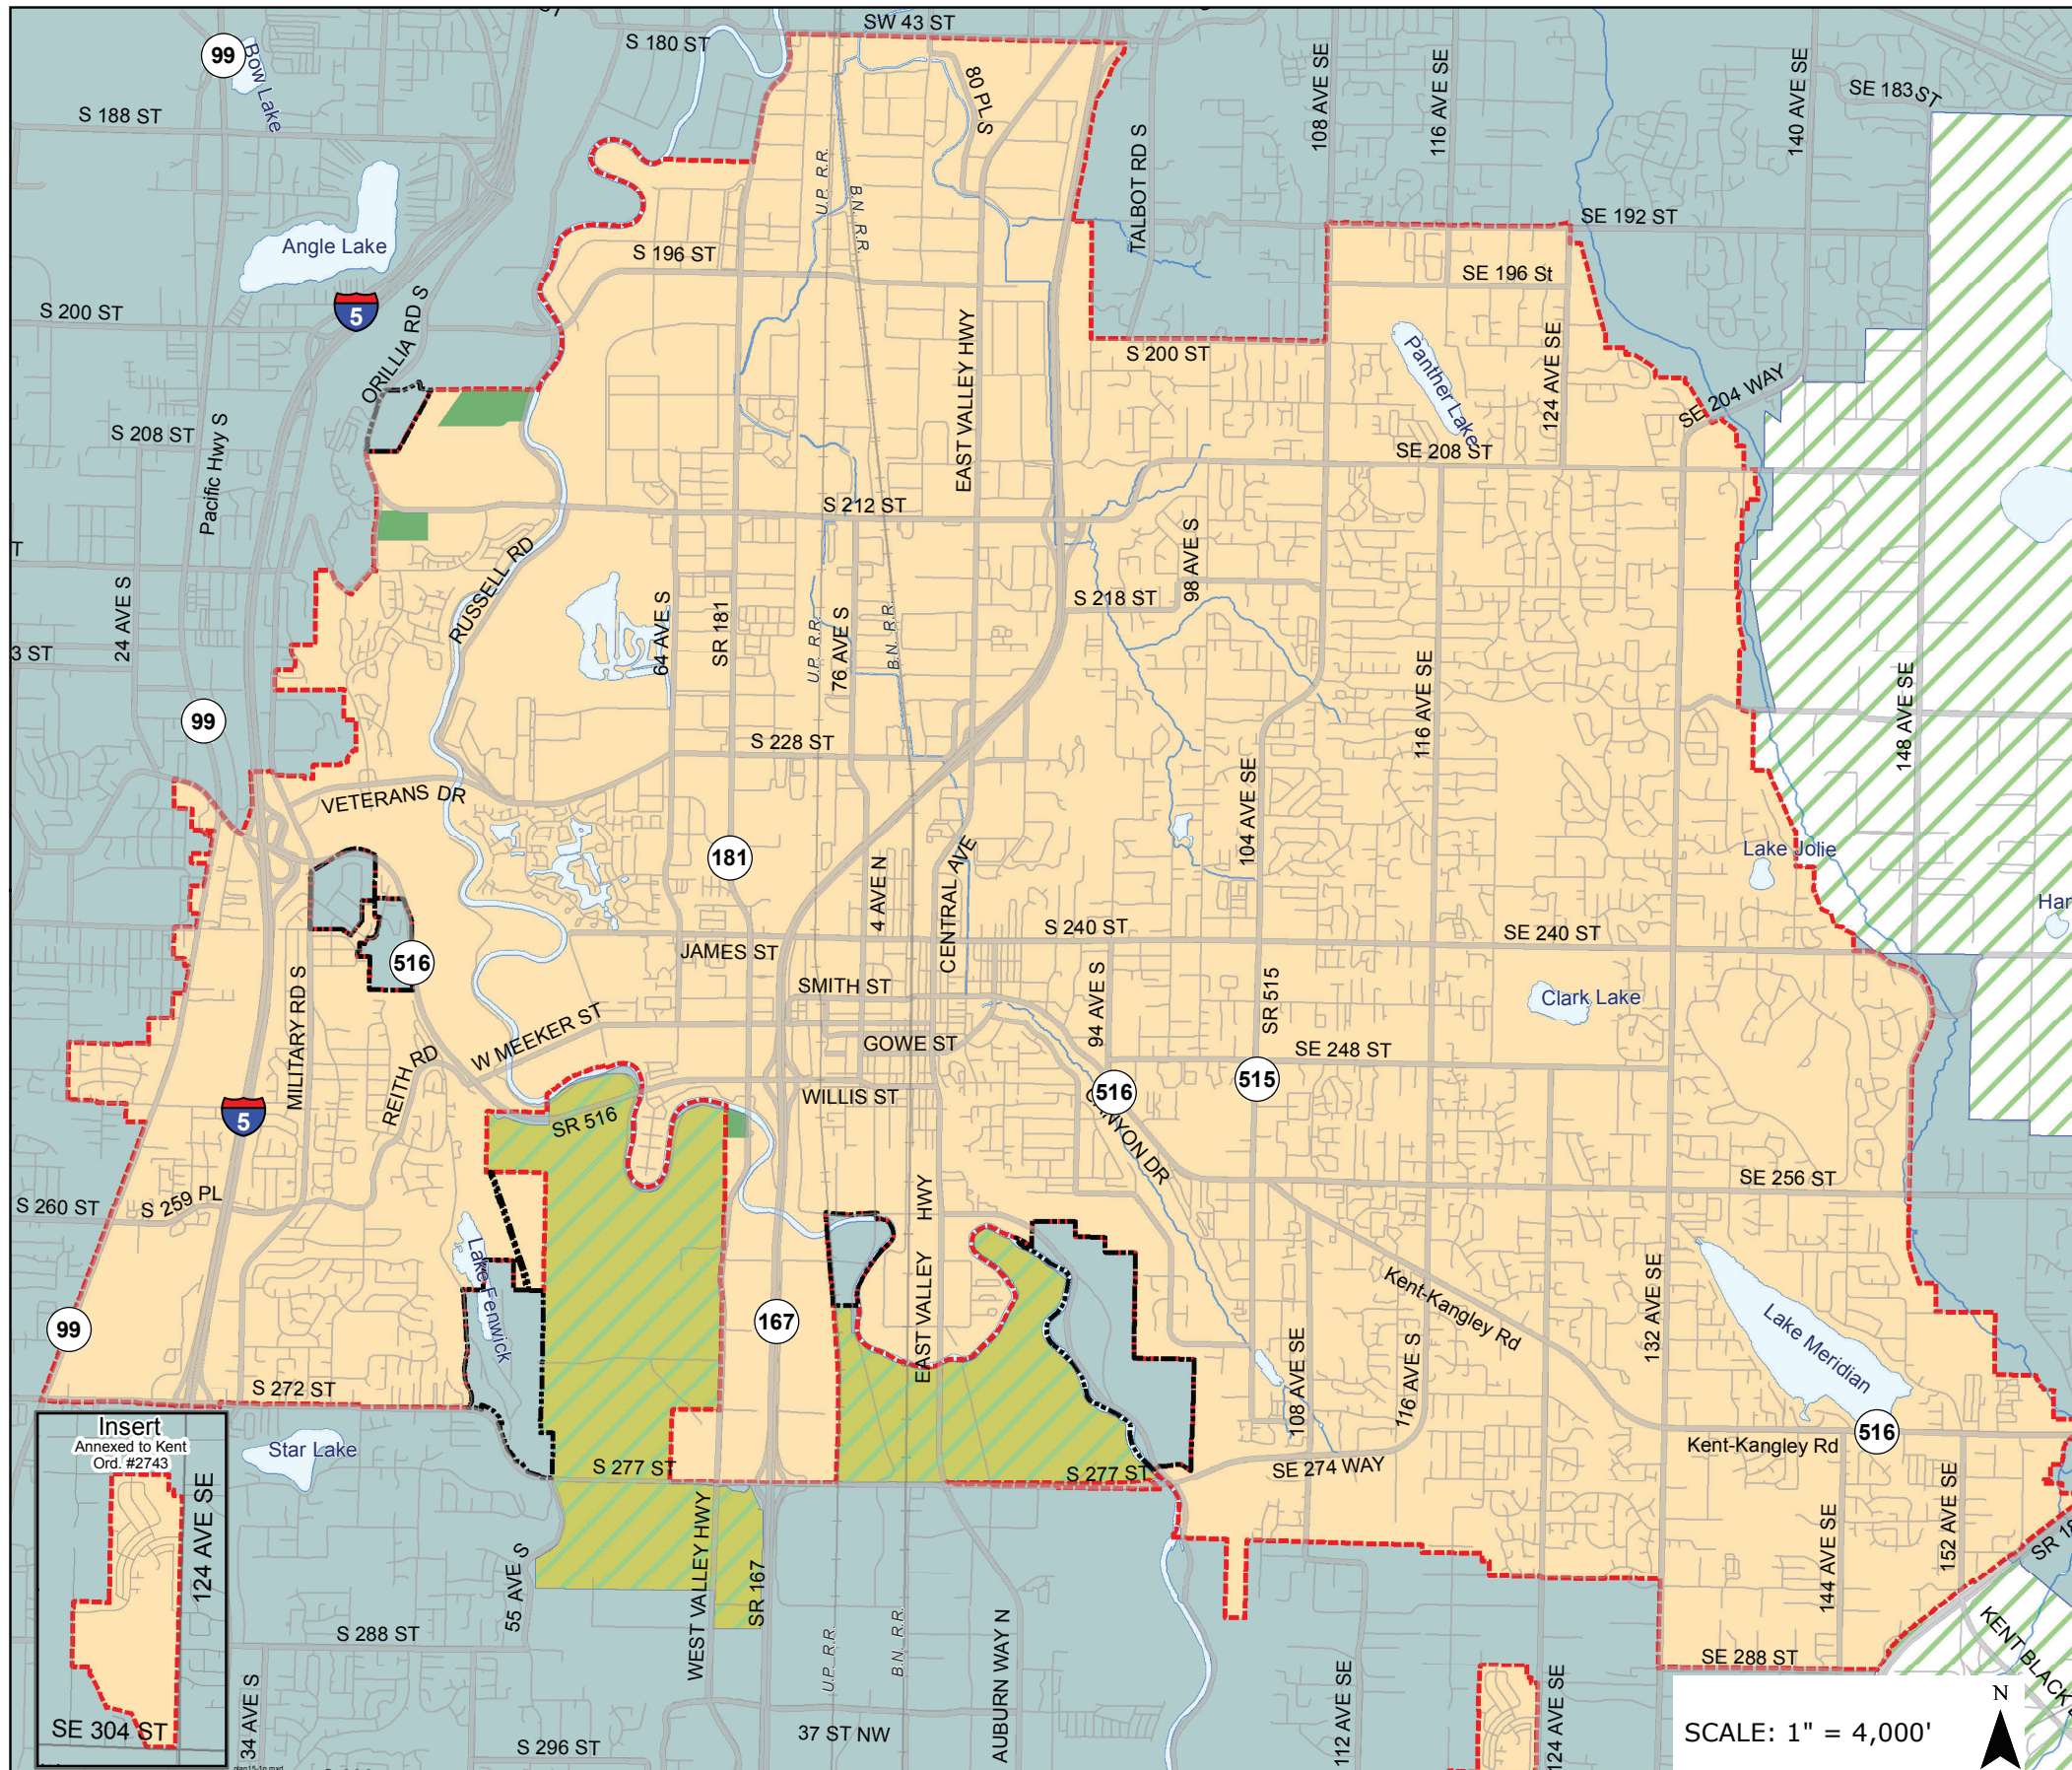 SW 43 ST
S 180 ST
99
Bow Lake
80 PL S
108 AVE SE
116 AVE SE
140 AVE SE
SE 183 ST
S 188 ST
TALBOT RD S
U.P. R.R.
B.N. R.R.
SE 192 ST
Angle Lake
S 196 ST
SE 196 St
S 200 ST
5
ORILLIA RD S
EAST VALLEY HWY
S 200 ST
Panther Lake
124 AVE SE
SE 204 WAY
S 208 ST
Pacific Hwy S
SE 208 ST
S 212 ST
T
RUSSELL RD
98 AVE S
24 AVE S
64 AVE S
SR 181
U.P. R.R.
76 AVE S
B.N. R.R.
S 218 ST
3 ST
116 AVE SE
148 AVE SE
99
S 228 ST
VETERANS DR
104 AVE SE
181
4 AVE N
CENTRAL AVE
Lake Jolie
Har
S 240 ST
SE 240 ST
JAMES ST
516
MILITARY RD S
SMITH ST
94 AVE S
SR 515
Clark Lake
W MEEKER ST
GOWE ST
SE 248 ST
REITH RD
5
SR 516
WILLIS ST
516
515
CANYON DR
S 260 ST
S 259 PL
SE 256 ST
Lake Fenwick
EAST VALLEY HWY
99
167
Kent-Kangley Rd
132 AVE SE
Lake Meridian
108 AVE SE
116 AVE S
S 272 ST
Insert
Annexed to Kent
Ord. #2743
124 AVE SE
SE 304 ST
Star Lake
S 277 ST
S 277 ST
SE 274 WAY
Kent-Kangley Rd
516
144 AVE SE
152 AVE SE
SR 18
55 AVE S
WEST VALLEY HWY
SR 167
S 288 ST
U.P. R.R.
B.N. R.R.
AUBURN WAY N
SE 288 ST
KENT BLACK
34 AVE S
37 ST NW
S 296 ST
112 AVE SE
124 AVE SE
SCALE: 1" = 4,000'
N